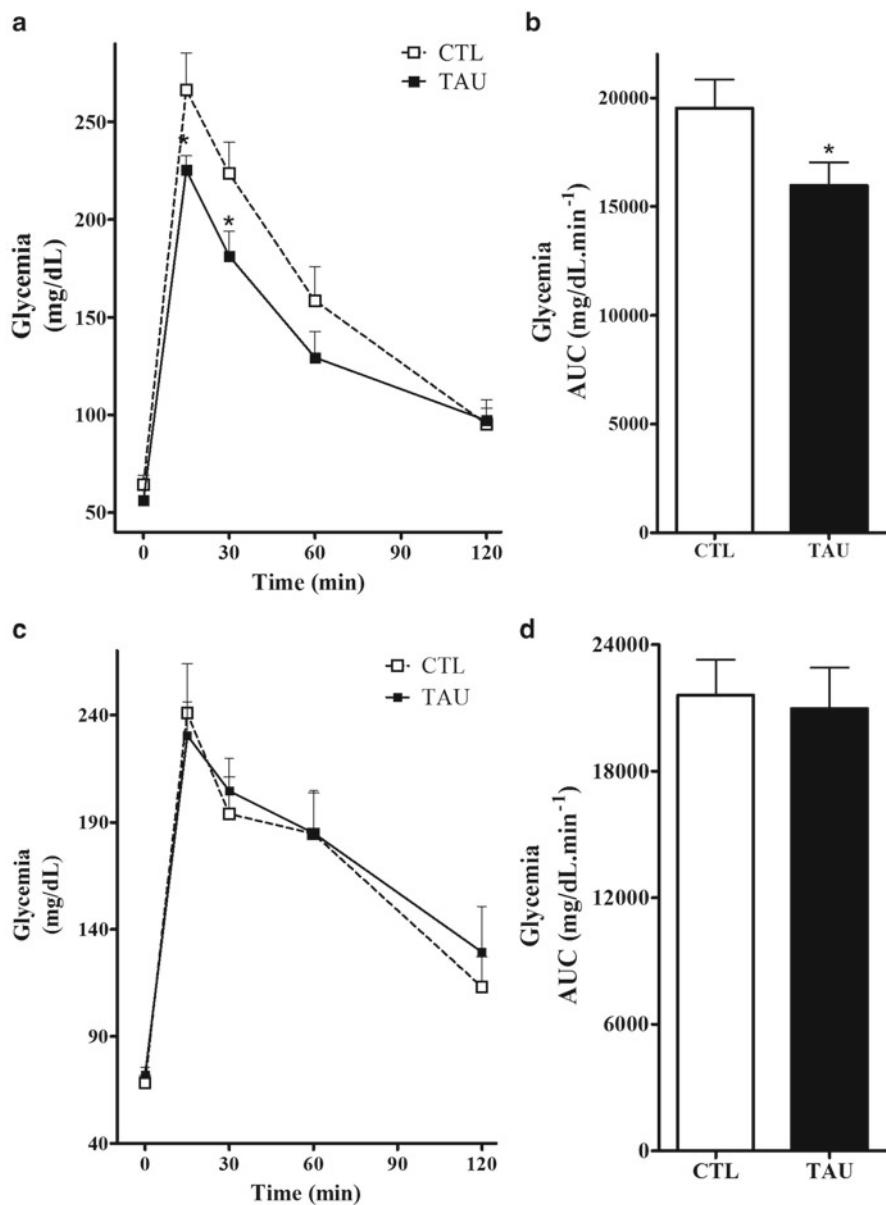 a
CTL
TAU
250
200
150
100
50
*
*
Glycemia
(mg/dL)
0
30
60
90
120
Time (min)
b
20000
15000
10000
5000
0
*
Glycemia
AUC (mg/dL.min-1)
CTL
TAU
c
CTL
TAU
240
190
140
90
40
Glycemia
(mg/dL)
0
30
60
90
120
Time (min)
d
24000
18000
12000
6000
0
Glycemia
AUC (mg/dL.min-1)
CTL
TAU